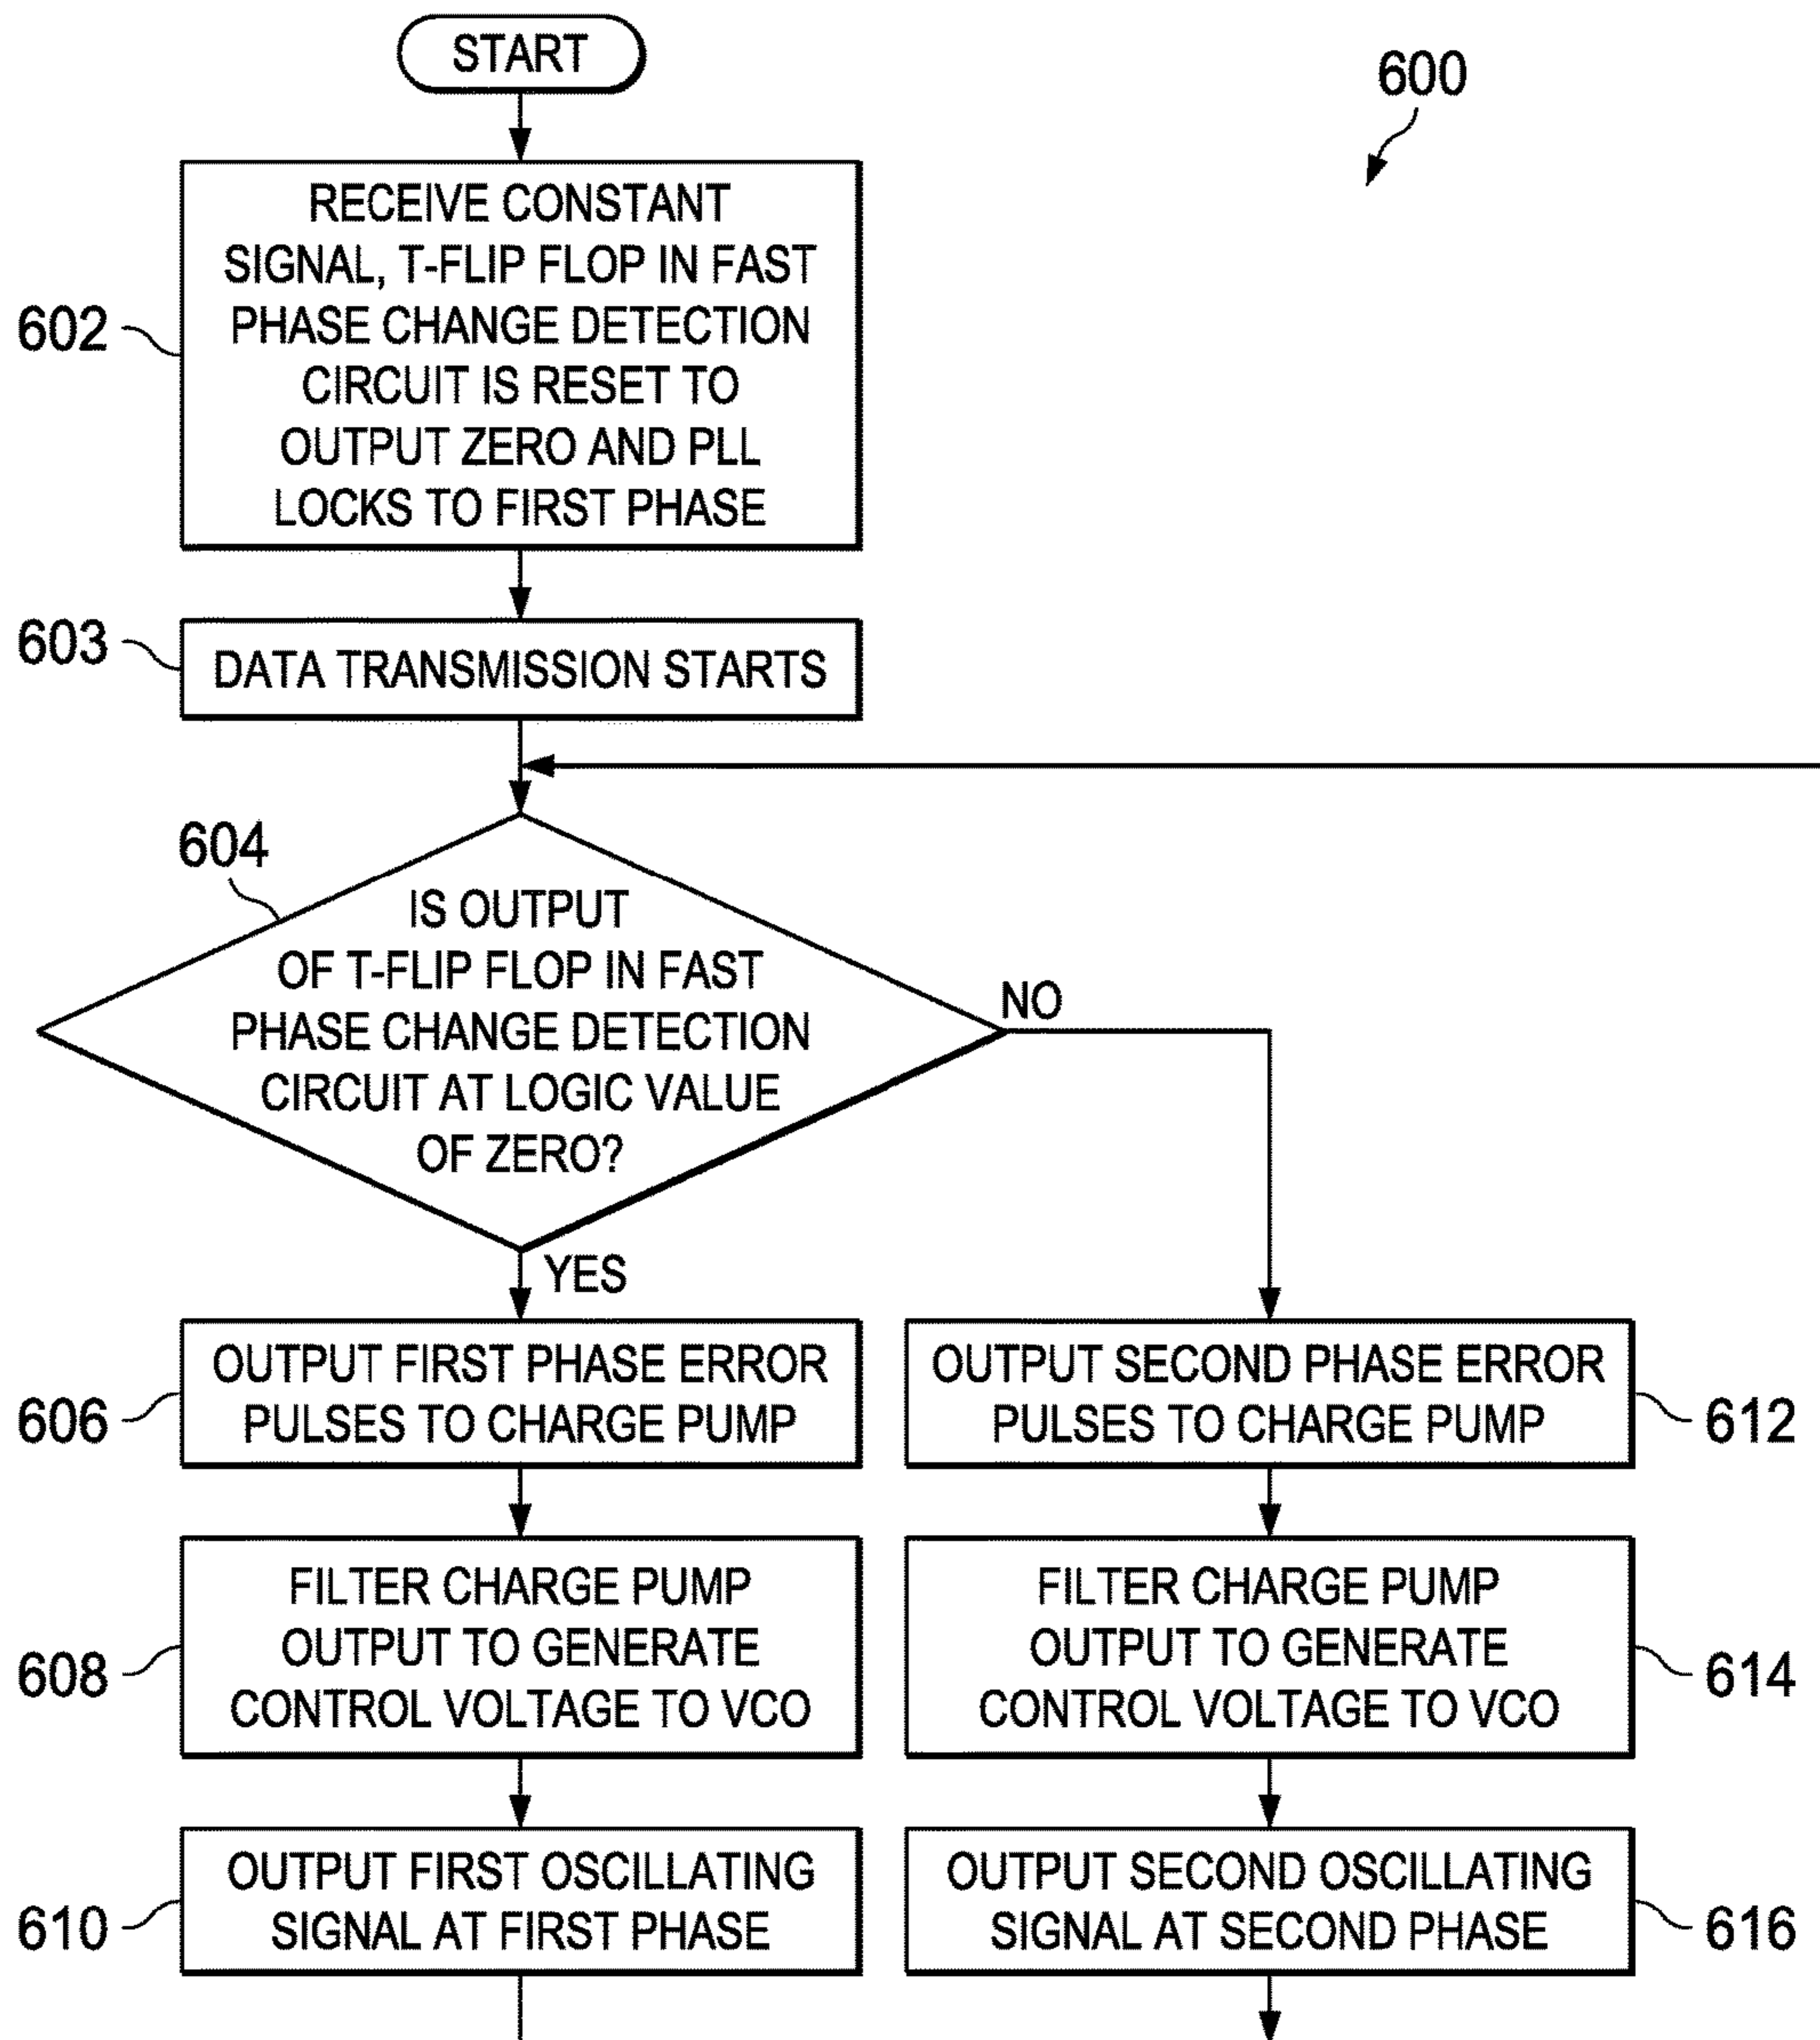 START
600
602
RECEIVE CONSTANT
SIGNAL, T-FLIP FLOP IN FAST
PHASE CHANGE DETECTION
CIRCUIT IS RESET TO
OUTPUT ZERO AND PLL
LOCKS TO FIRST PHASE
603
DATA TRANSMISSION STARTS
604
IS OUTPUT
OF T-FLIP FLOP IN FAST
PHASE CHANGE DETECTION
CIRCUIT AT LOGIC VALUE
OF ZERO?
NO
YES
606
OUTPUT FIRST PHASE ERROR
PULSES TO CHARGE PUMP
OUTPUT SECOND PHASE ERROR
PULSES TO CHARGE PUMP
612
608
FILTER CHARGE PUMP
OUTPUT TO GENERATE
CONTROL VOLTAGE TO VCO
FILTER CHARGE PUMP
OUTPUT TO GENERATE
CONTROL VOLTAGE TO VCO
614
610
OUTPUT FIRST OSCILLATING
SIGNAL AT FIRST PHASE
OUTPUT SECOND OSCILLATING
SIGNAL AT SECOND PHASE
616